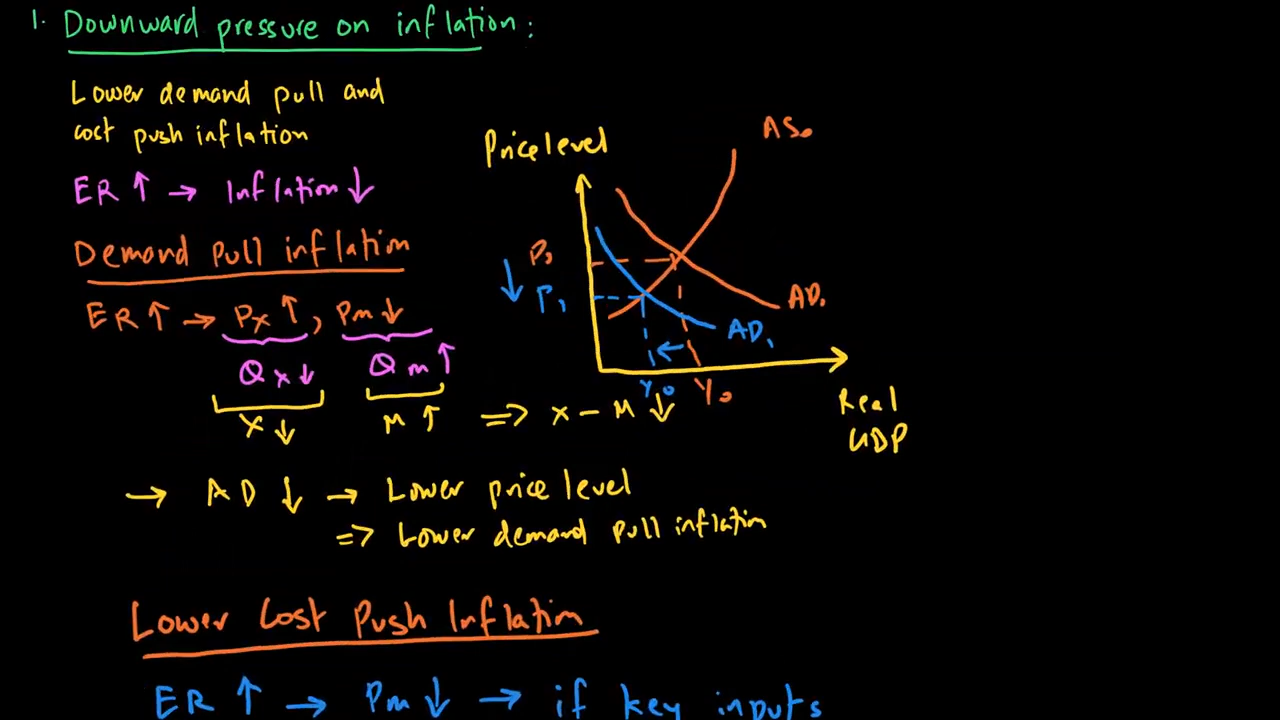 1. Downward pressure on inflation:
Lower demand pull and
cost push inflation
ER ↑ → Inflation ↓
Demand pull inflation
ER ↑ → Px ↑, Pm ↓
Qx ↓ Qm ↑
X ↓ M ↑ ⇒ X – M ↓
→ AD ↓ → Lower price level
⇒ Lower demand pull inflation
Price level
AS₀
P₀
P₁
AD₀
AD₁
Y₀ Y₀
Real
GDP
Lower Cost Push Inflation
ER ↑ → Pm ↓ → if key inputs